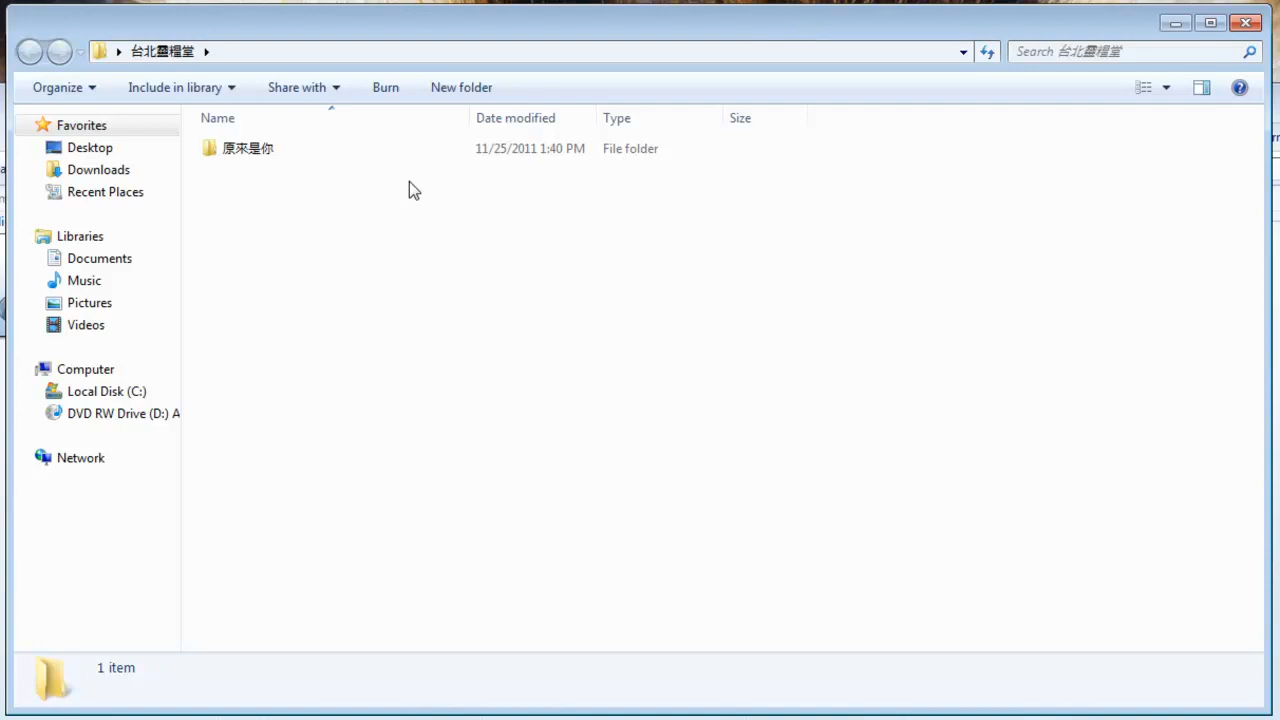 台北靈糧堂
Search 台北靈糧堂
Organize
Include in library
Share with
Burn
New folder
Name
Date modified
Type
Size
原來是你
11/25/2011 1:40 PM
File folder
Favorites
Desktop
Downloads
Recent Places
Libraries
Documents
Music
Pictures
Videos
Computer
Local Disk (C:)
DVD RW Drive (D:) A
Network
1 item